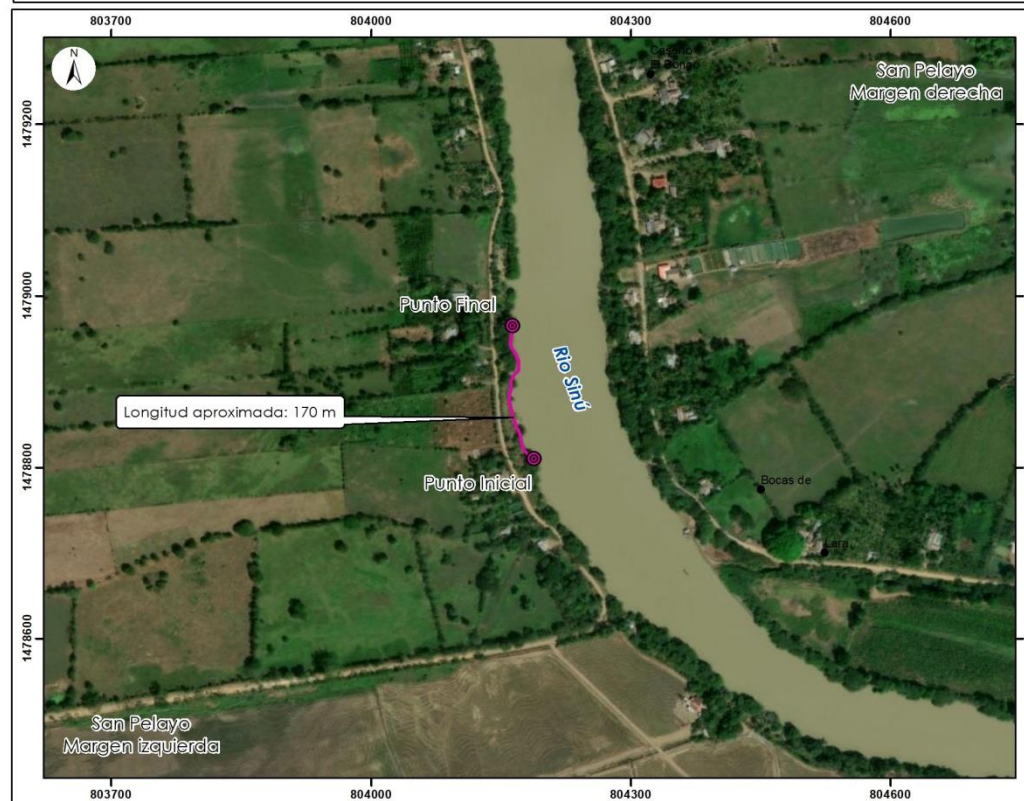 803700 804000 804300 804600
N
Caserío
El Bongo
San Pelayo
Margen derecha
1479200
1479000
Punto Final
Río Sinú
Longitud aproximada: 170 m
1478800
Punto Inicial
Bocas de
Lara
1478600
San Pelayo
Margen izquierda
803700 804000 804300 804600